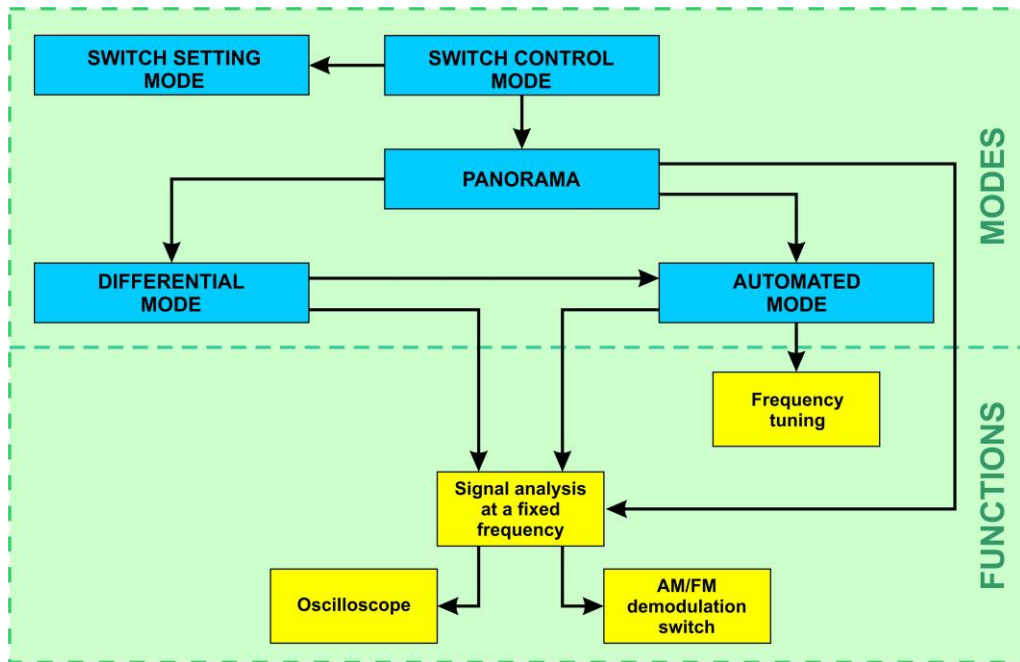 SWITCH SETTING
MODE
SWITCH CONTROL
MODE
PANORAMA
MODES
DIFFERENTIAL
MODE
AUTOMATED
MODE
Frequency
tuning
FUNCTIONS
Signal analysis
at a fixed
frequency
Oscilloscope
AM/FM
demodulation
switch